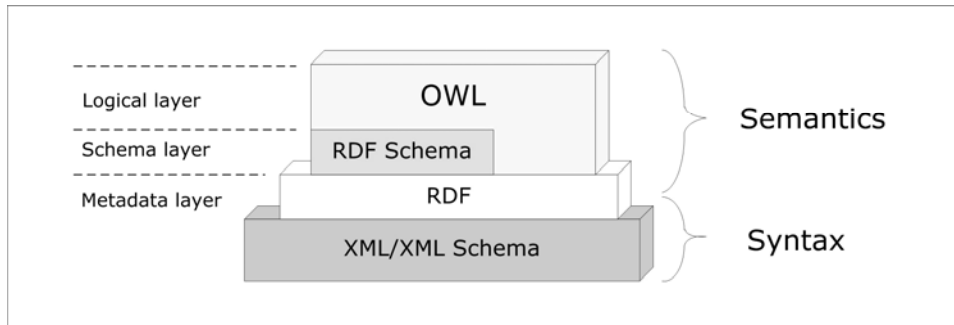 Logical layer
OWL
Semantics
Schema layer
RDF Schema
Metadata layer
RDF
Syntax
XML/XML Schema